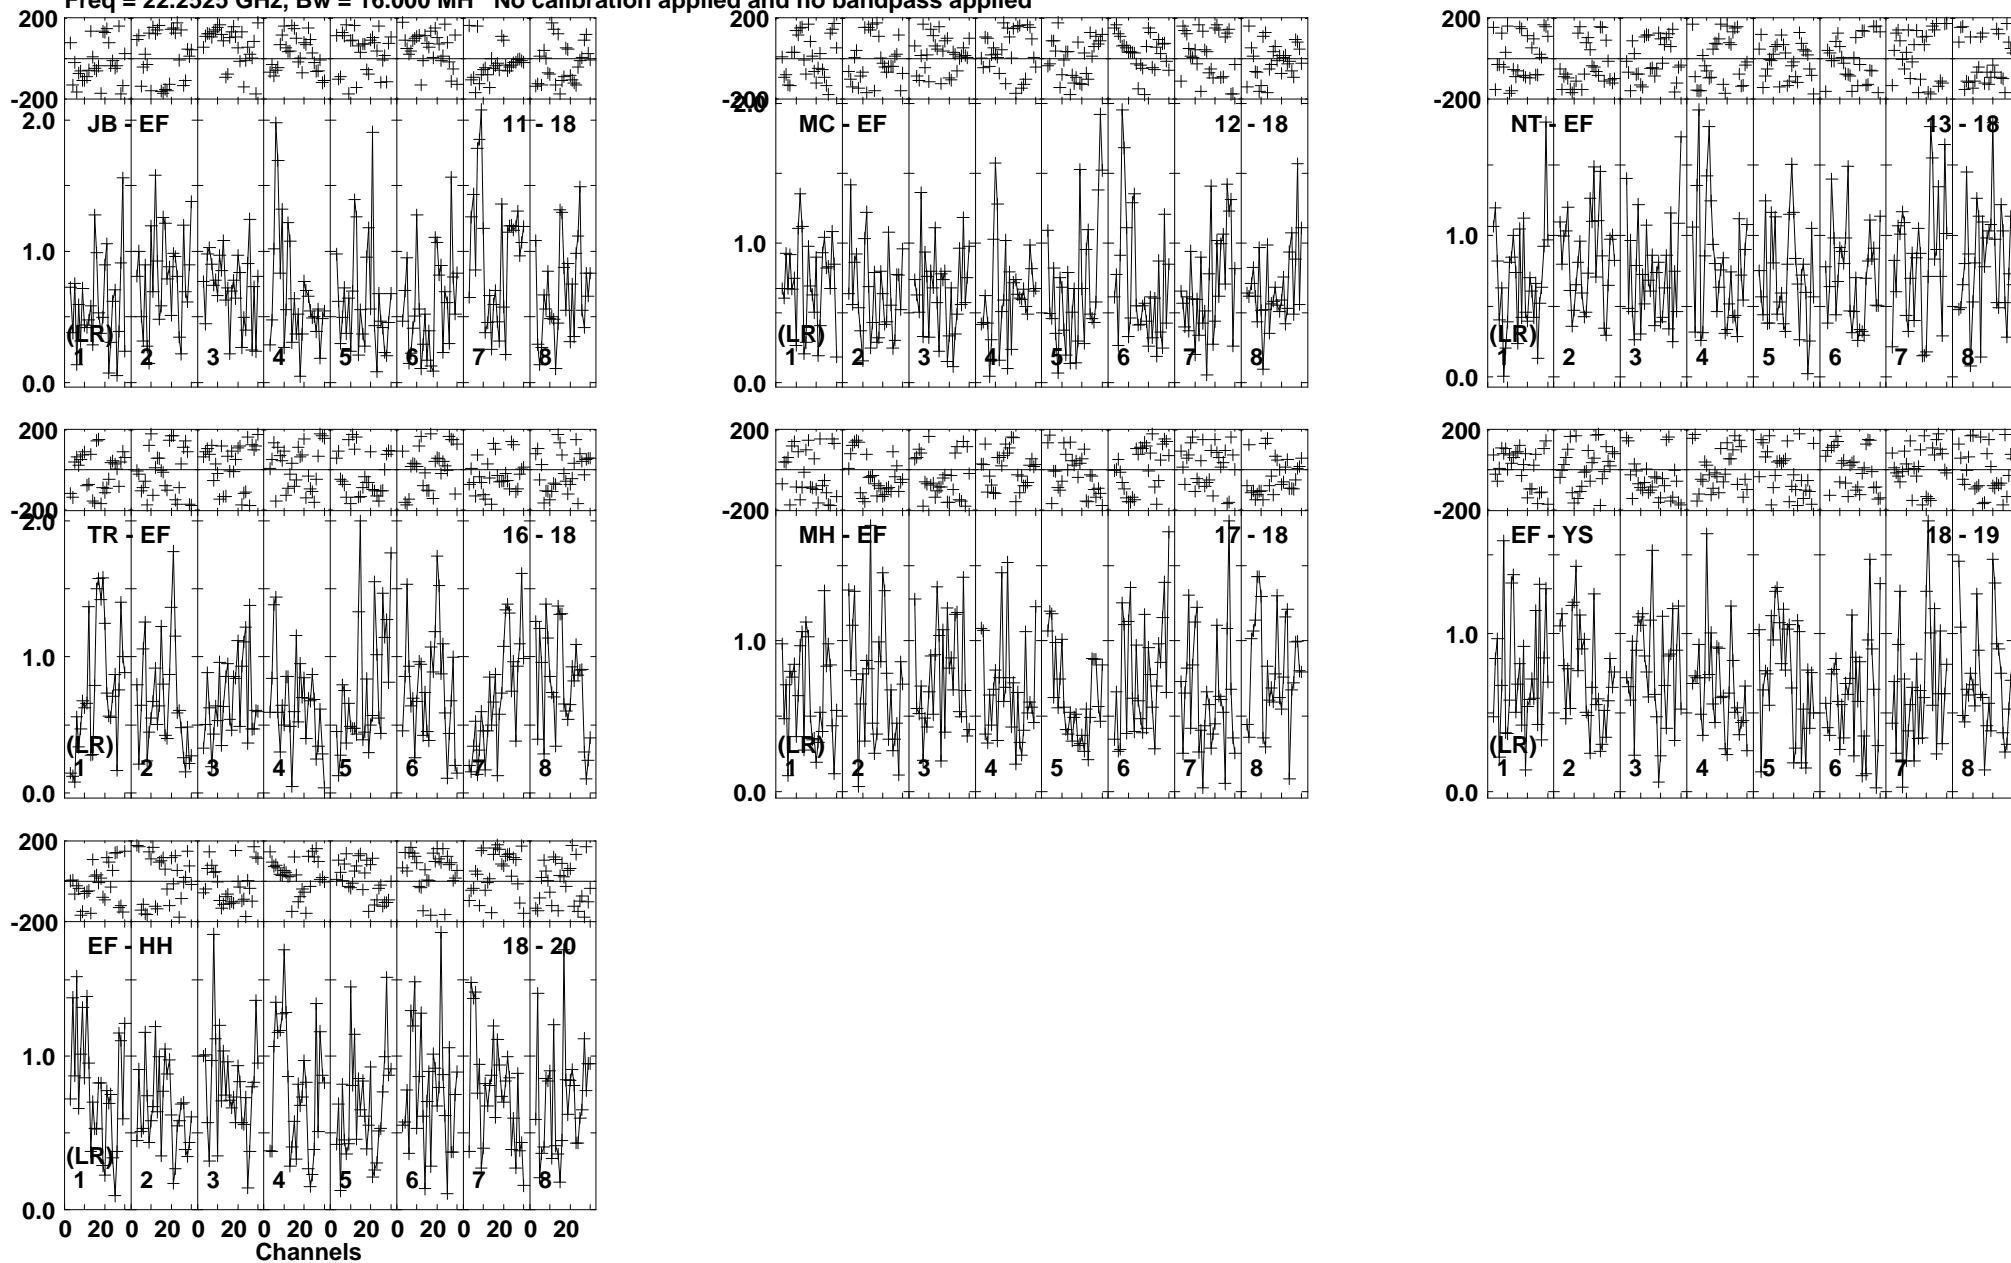 Freq = 22.2525 GHz, Bw = 16.000 MH No calibration applied and no bandpass applied
200
-200
2.0
1.0
0.0
JB - EF
11 - 18
(LR)
1 2 3 4 5 6 7 8
200
-200
2.0
1.0
0.0
MC - EF
12 - 18
(LR)
1 2 3 4 5 6 7 8
200
-200
1.0
0.0
NT - EF
13 - 18
(LR)
1 2 3 4 5 6 7 8
200
-200
2.0
1.0
0.0
TR - EF
16 - 18
(LR)
1 2 3 4 5 6 7 8
200
-200
1.0
0.0
MH - EF
17 - 18
(LR)
1 2 3 4 5 6 7 8
200
-200
1.0
0.0
EF - YS
18 - 19
(LR)
1 2 3 4 5 6 7 8
200
-200
1.0
0.0
EF - HH
18 - 20
(LR)
1 2 3 4 5 6 7 8
0 20 0 20 0 20 0 20 0 20 0 20 0 20 0 20
Channels